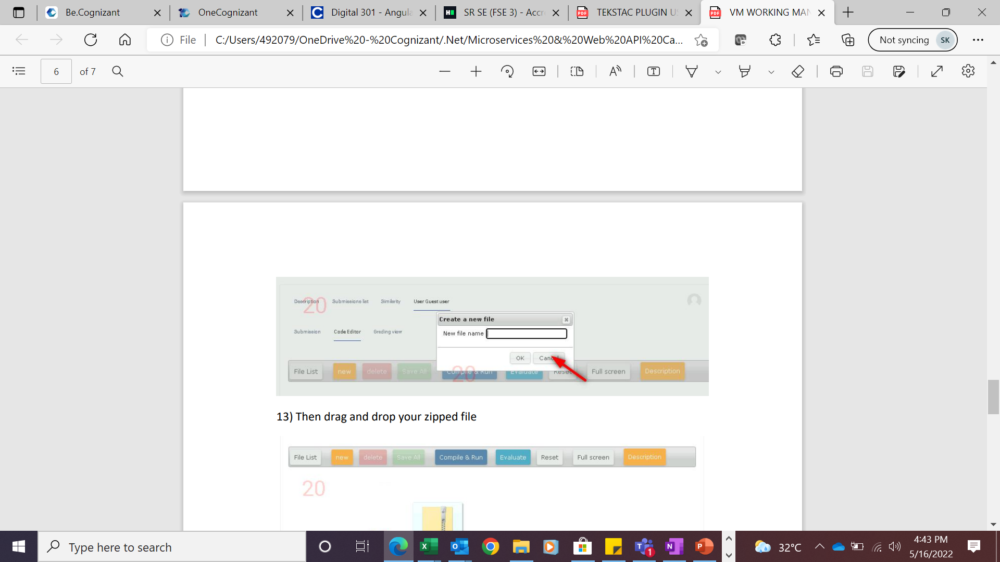 Be.Cognizant
OneCognizant
Digital 301 - Angula
SR SE (FSE 3) - Accr
TEKSTAC PLUGIN US
VM WORKING MAN
File
C:/Users/492079/OneDrive%20-%20Cognizant/.Net/Microservices%20&%20Web%20API%20Ca...
Not syncing
SK
6 of 7
Description
Submissions list
Similarity
User Guest user
20
Create a new file
New file name
Submission
Code Editor
Grading view
OK
Cancel
File List
new
delete
Save All
Compile & Run
Evaluate
Reset
Full screen
Description
20
13) Then drag and drop your zipped file
File List
new
delete
Save All
Compile & Run
Evaluate
Reset
Full screen
Description
20
Type here to search
1
32°C
4:43 PM
5/16/2022